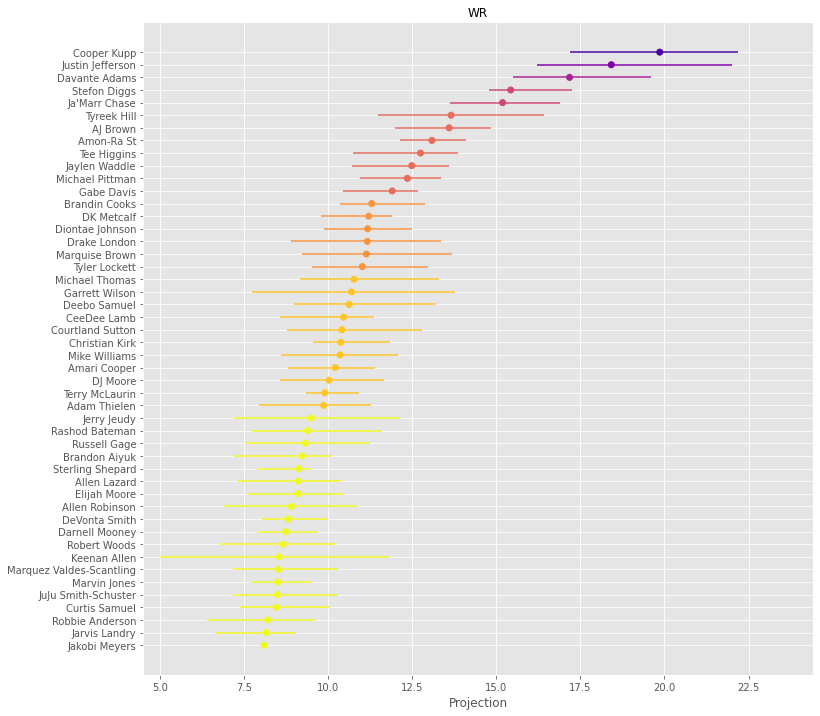 WR
Cooper Kupp
Justin Jefferson
Davante Adams
Stefon Diggs
Ja'Marr Chase
Tyreek Hill
AJ Brown
Amon-Ra St
Tee Higgins
Jaylen Waddle
Michael Pittman
Gabe Davis
Brandin Cooks
DK Metcalf
Diontae Johnson
Drake London
Marquise Brown
Tyler Lockett
Michael Thomas
Garrett Wilson
Deebo Samuel
CeeDee Lamb
Courtland Sutton
Christian Kirk
Mike Williams
Amari Cooper
DJ Moore
Terry McLaurin
Adam Thielen
Jerry Jeudy
Rashod Bateman
Russell Gage
Brandon Aiyuk
Sterling Shepard
Allen Lazard
Elijah Moore
Allen Robinson
DeVonta Smith
Darnell Mooney
Robert Woods
Keenan Allen
Marquez Valdes-Scantling
Marvin Jones
JuJu Smith-Schuster
Curtis Samuel
Robbie Anderson
Jarvis Landry
Jakobi Meyers
5.0 7.5 10.0 12.5 15.0 17.5 20.0 22.5
Projection